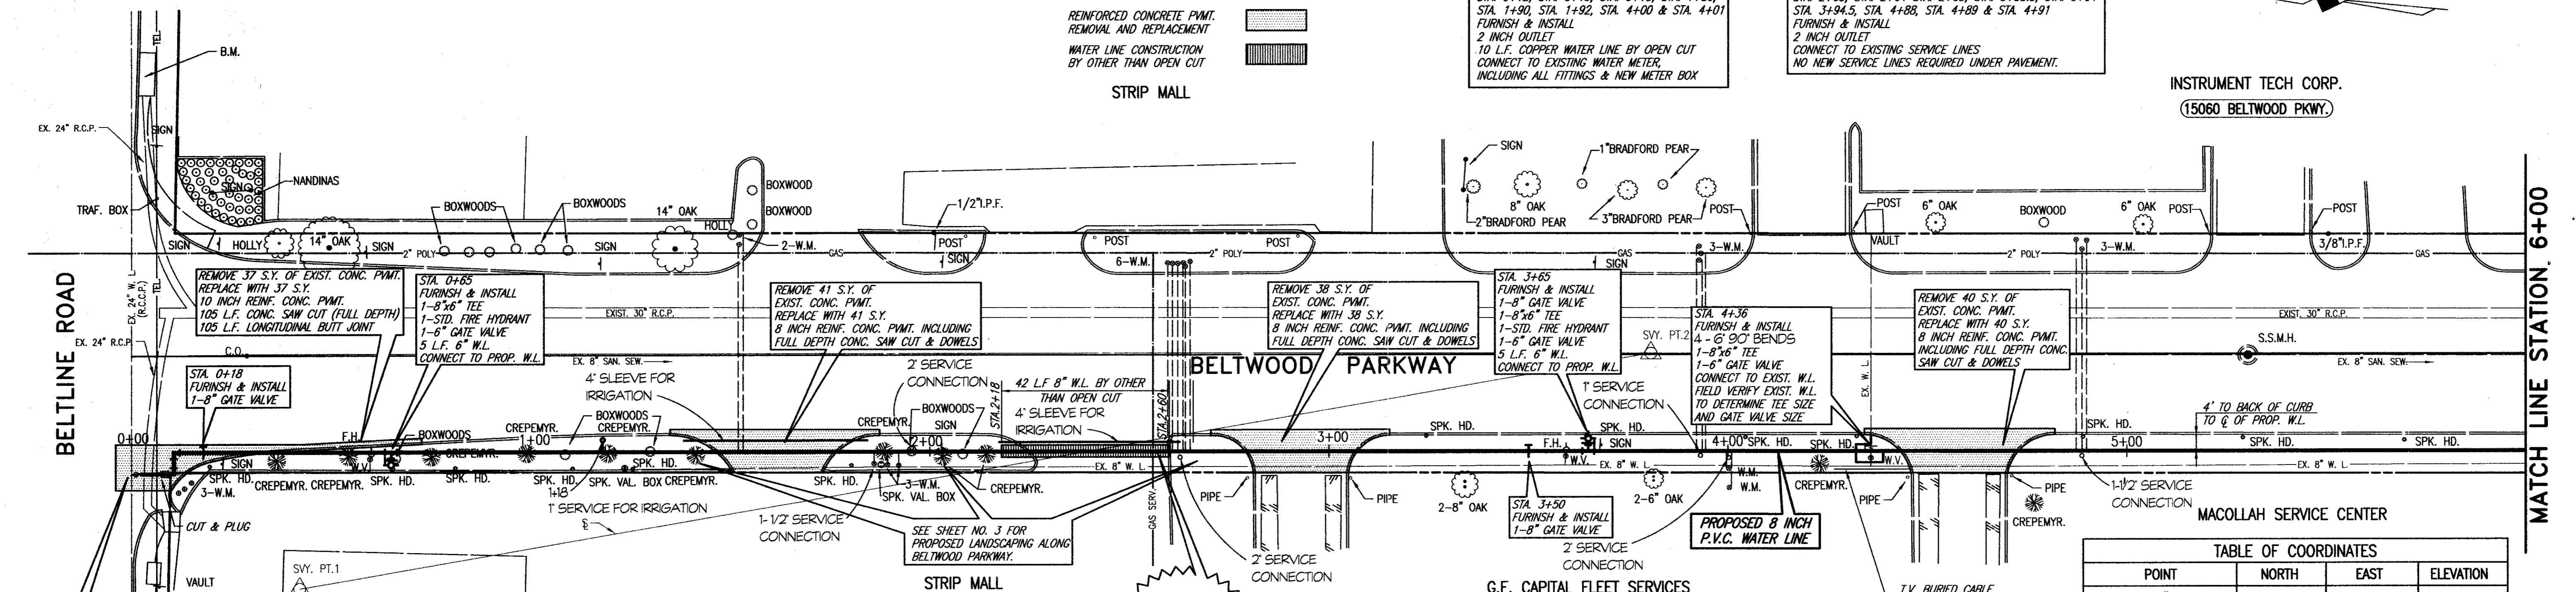 REINFORCED CONCRETE PVMT.
REMOVAL AND REPLACEMENT
WATER LINE CONSTRUCTION
BY OTHER THAN OPEN CUT
STRIP MALL
STA. 1+90, STA. 1+92, STA. 4+00 & STA. 4+01
FURNISH & INSTALL
2 INCH OUTLET
10 L.F. COPPER WATER LINE BY OPEN CUT
CONNECT TO EXISTING WATER METER,
INCLUDING ALL FITTINGS & NEW METER BOX
STA. 3+94.5, STA. 4+88, STA. 4+89 & STA. 4+91
FURNISH & INSTALL
2 INCH OUTLET
CONNECT TO EXISTING SERVICE LINES
NO NEW SERVICE LINES REQUIRED UNDER PAVEMENT.
INSTRUMENT TECH CORP.
15060 BELTWOOD PKWY.
TEL
B.M.
EX. 24" R.C.P.
SIGN
SIGN
NANDINAS
TRAF. BOX
SIGN
HOLLY
14" OAK
SIGN
2" POLY
BOXWOODS
BOXWOODS
SIGN
14" OAK
HOLLY
BOXWOOD
BOXWOOD
2-W.M.
GAS
1/2"I.P.F.
POST
SIGN
POST
6-W.M.
2" POLY
POST
SIGN
2"BRADFORD PEAR
8" OAK
1"BRADFORD PEAR
3"BRADFORD PEAR
POST
GAS
SIGN
3-W.M.
POST
VAULT
6" OAK
BOXWOOD
6" OAK
POST
2" POLY
3-W.M.
POST
3/8"I.P.F.
GAS
BELTLINE ROAD
EX. 24" W.L.
(R.C.C.P.)
TEL
EX. 24" R.C.P.
REMOVE 37 S.Y. OF EXIST. CONC. PVMT.
REPLACE WITH 37 S.Y.
10 INCH REINF. CONC. PVMT.
105 L.F. CONC. SAW CUT (FULL DEPTH)
105 L.F. LONGITUDINAL BUTT JOINT
STA. 0+65
FURINSH & INSTALL
1-8"x6" TEE
1-STD. FIRE HYDRANT
1-6" GATE VALVE
5 L.F. 6" W.L.
CONNECT TO PROP. W.L.
EXIST. 30" R.C.P.
REMOVE 41 S.Y. OF
EXIST. CONC. PVMT.
REPLACE WITH 41 S.Y.
8 INCH REINF. CONC. PVMT. INCLUDING
FULL DEPTH CONC. SAW CUT & DOWELS
REMOVE 38 S.Y. OF
EXIST. CONC. PVMT.
REPLACE WITH 38 S.Y.
8 INCH REINF. CONC. PVMT. INCLUDING
FULL DEPTH CONC. SAW CUT & DOWELS
STA. 3+65
FURINSH & INSTALL
1-8" GATE VALVE
1-8"x6" TEE
1-STD. FIRE HYDRANT
1-6" GATE VALVE
5 L.F. 6" W.L.
CONNECT TO PROP. W.L.
STA. 4+36
FURINSH & INSTALL
4 - 6" 90° BENDS
1-8"x6" TEE
1-6" GATE VALVE
CONNECT TO EXIST. W.L.
FIELD VERIFY EXIST. W.L.
TO DETERMINE TEE SIZE
AND GATE VALVE SIZE
EX. W. L.
REMOVE 40 S.Y. OF
EXIST. CONC. PVMT.
REPLACE WITH 40 S.Y.
8 INCH REINF. CONC. PVMT.
INCLUDING FULL DEPTH CONC.
SAW CUT & DOWELS
EXIST. 30" R.C.P.
S.S.M.H.
EX. 8" SAN. SEW.
MATCH LINE STATION 6+00
C.O.
EX. 8" SAN. SEW.
STA. 0+18
FURINSH & INSTALL
1-8" GATE VALVE
4" SLEEVE FOR
IRRIGATION
2" SERVICE
CONNECTION
42 L.F 8" W.L. BY OTHER
THAN OPEN CUT
4" SLEEVE FOR
IRRIGATION
STA.2+18
STA.2+60
BELTWOOD PARKWAY
SVY. PT.2
1" SERVICE
CONNECTION
4' TO BACK OF CURB
TO ℄ OF PROP. W.L.
0+00
F.H.
W.V.
BOXWOODS
CREPEMYR.
CREPEMYR.
1+00
BOXWOODS
CREPEMYR.
CREPEMYR.
BOXWOODS
2+00
SIGN
3+00
SPK. HD.
F.H.
W.V.
SPK. HD.
SIGN
4+00
SPK. HD.
SPK. HD.
W.V.
SPK. HD.
5+00
SPK. HD.
SPK. HD.
SIGN
SPK. HD.
3-W.M.
CREPEMYR.
CREPEMYR.
SPK. HD.
SPK. HD.
SPK. HD.
1+18
SPK. VAL. BOX
SPK. HD.
CREPEMYR.
SPK. HD.
3-W.M.
SPK. VAL. BOX
CREPEMYR.
EX. 8" W. L.
EX. 8" W. L.
W.M.
W.M.
CREPEMYR.
EX. 8" W. L.
CUT & PLUG
1" SERVICE FOR IRRIGATION
℄
1-1/2" SERVICE
CONNECTION
SEE SHEET NO. 3 FOR
PROPOSED LANDSCAPING ALONG
BELTWOOD PARKWAY.
GAS SERV.
PIPE
PIPE
2" SERVICE
CONNECTION
2-8" OAK
STA. 3+50
FURINSH & INSTALL
1-8" GATE VALVE
2-6" OAK
2" SERVICE
CONNECTION
PROPOSED 8 INCH
P.V.C. WATER LINE
PIPE
PIPE
CREPEMYR.
1-1/2" SERVICE
CONNECTION
MACOLLAH SERVICE CENTER
VAULT
SVY. PT.1
STRIP MALL
G.E. CAPITAL FLEET SERVICES
T.V. BURIED CABLE
TABLE OF COORDINATES
POINT NORTH EAST ELEVATION